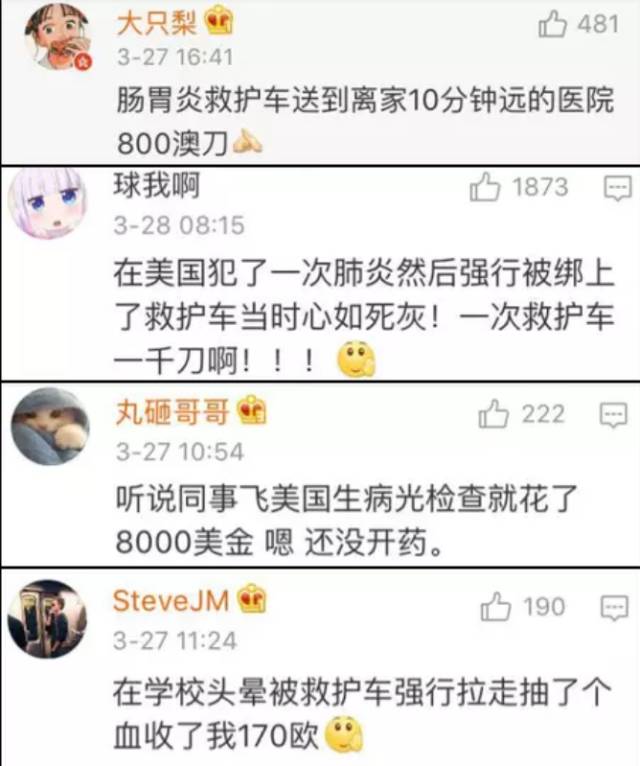 大只梨
481
3-27 16:41
肠胃炎救护车送到离家10分钟远的医院
800澳刀
球我啊
1873
3-28 08:15
在美国犯了一次肺炎然后强行被绑上
了救护车当时心如死灰！一次救护车
一千刀啊！！！
丸砸哥哥
222
3-27 10:54
听说同事飞美国生病光检查就花了
8000美金 嗯 还没开药。
SteveJM
190
3-27 11:24
在学校头晕被救护车强行拉走抽了个
血收了我170欧